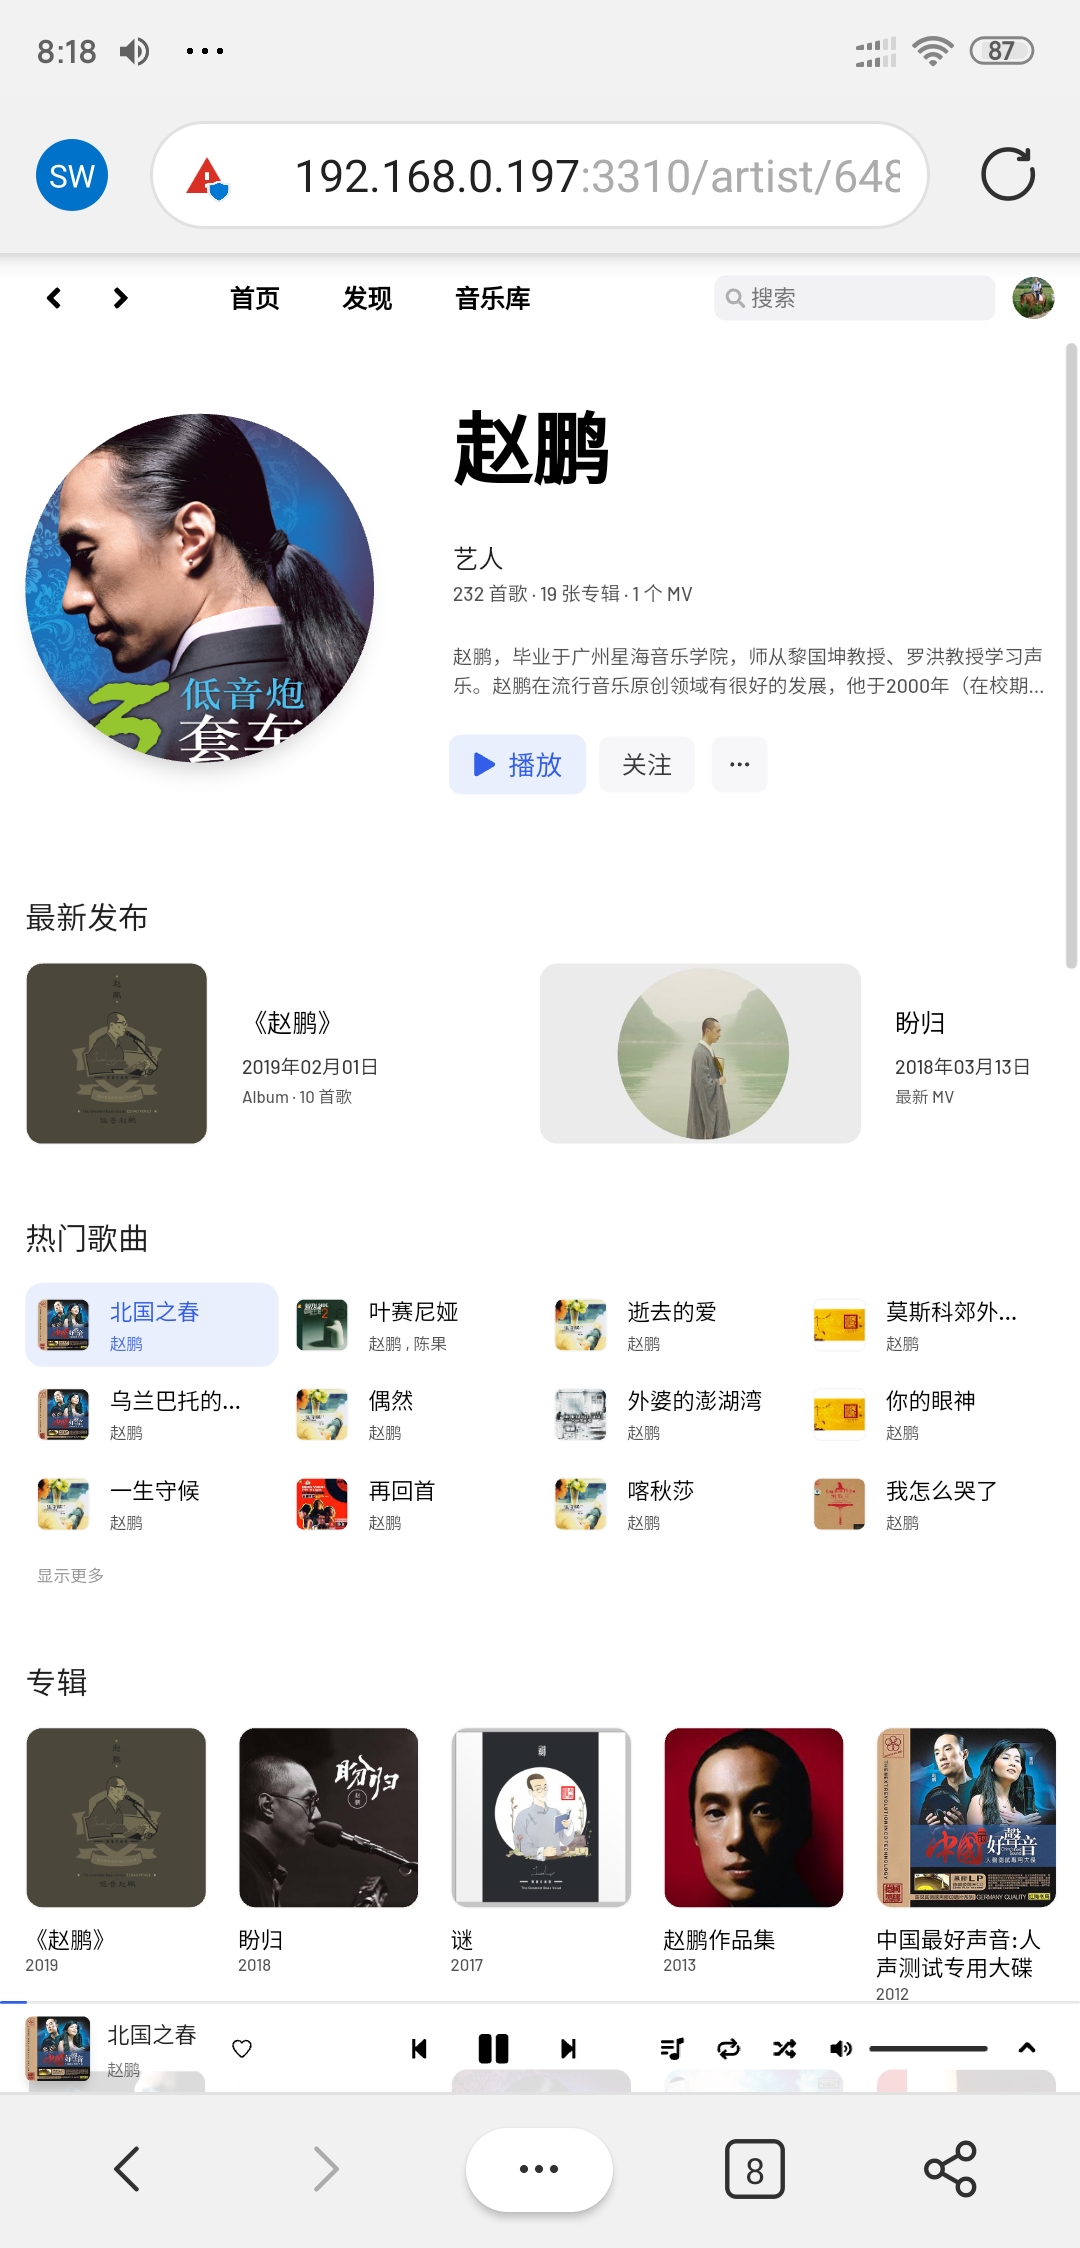 8:18
87
SW
192.168.0.197:3310/artist/648
首页 发现 音乐库 搜索
赵鹏
艺人
232 首歌 · 19 张专辑 · 1 个 MV
赵鹏，毕业于广州星海音乐学院，师从黎国坤教授、罗洪教授学习声
乐。赵鹏在流行音乐原创领域有很好的发展，他于2000年（在校期...
低音炮
3套车
播放 关注
最新发布
《赵鹏》
2019年02月01日
Album · 10 首歌
盼归
2018年03月13日
最新 MV
热门歌曲
北国之春
赵鹏
叶赛尼娅
赵鹏 , 陈果
逝去的爱
赵鹏
莫斯科郊外...
赵鹏
乌兰巴托的...
赵鹏
偶然
赵鹏
外婆的澎湖湾
赵鹏
你的眼神
赵鹏
一生守候
赵鹏
再回首
赵鹏
喀秋莎
赵鹏
我怎么哭了
赵鹏
显示更多
专辑
盼归
赵鹏
中国好聲音
GERMANY QUALITY
《赵鹏》
2019
盼归
2018
谜
2017
赵鹏作品集
2013
中国最好声音:人
声测试专用大碟
2012
北国之春
赵鹏
8